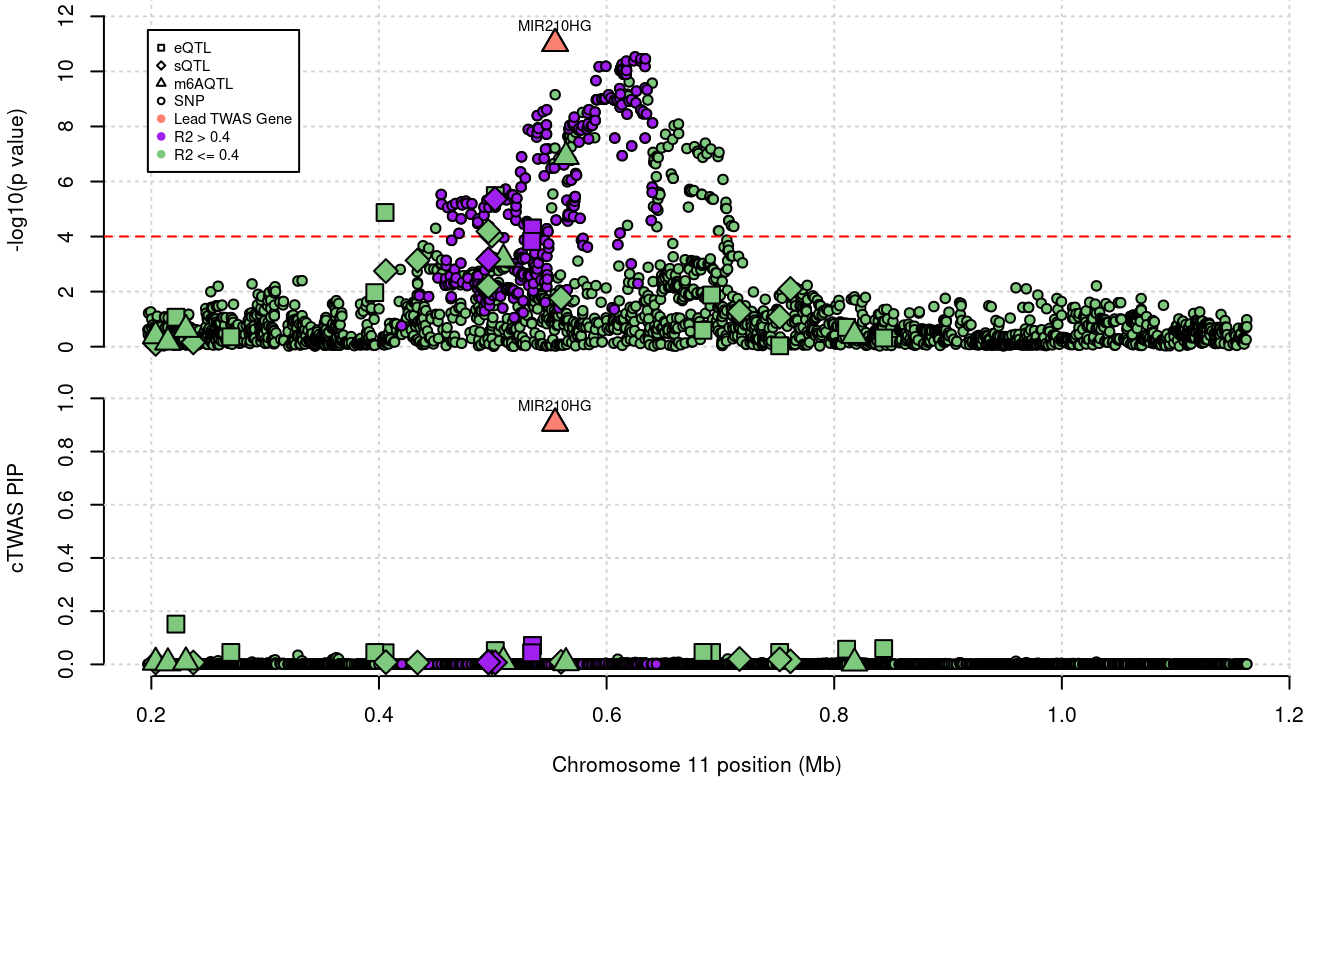 MIR210HG
eQTL
sQTL
m6AQTL
SNP
Lead TWAS Gene
R2 > 0.4
R2 <= 0.4
-log10(p value)
12
10
8
6
4
2
0
MIR210HG
cTWAS PIP
1.0
0.8
0.6
0.4
0.2
0.0
0.2 0.4 0.6 0.8 1.0 1.2
Chromosome 11 position (Mb)